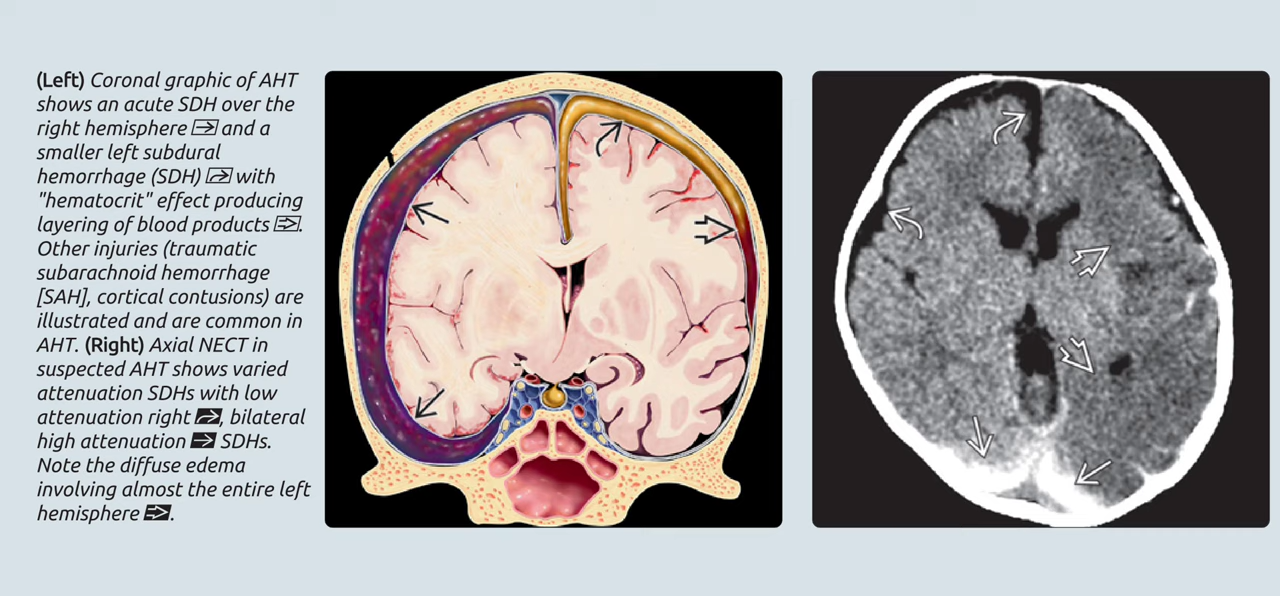 (Left) Coronal graphic of AHT
shows an acute SDH over the
right hemisphere and a
smaller left subdural
hemorrhage (SDH) with
"hematocrit" effect producing
layering of blood products.
Other injuries (traumatic
subarachnoid hemorrhage
[SAH], cortical contusions) are
illustrated and are common in
AHT. (Right) Axial NECT in
suspected AHT shows varied
attenuation SDHs with low
attenuation right, bilateral
high attenuation SDHs.
Note the diffuse edema
involving almost the entire left
hemisphere.